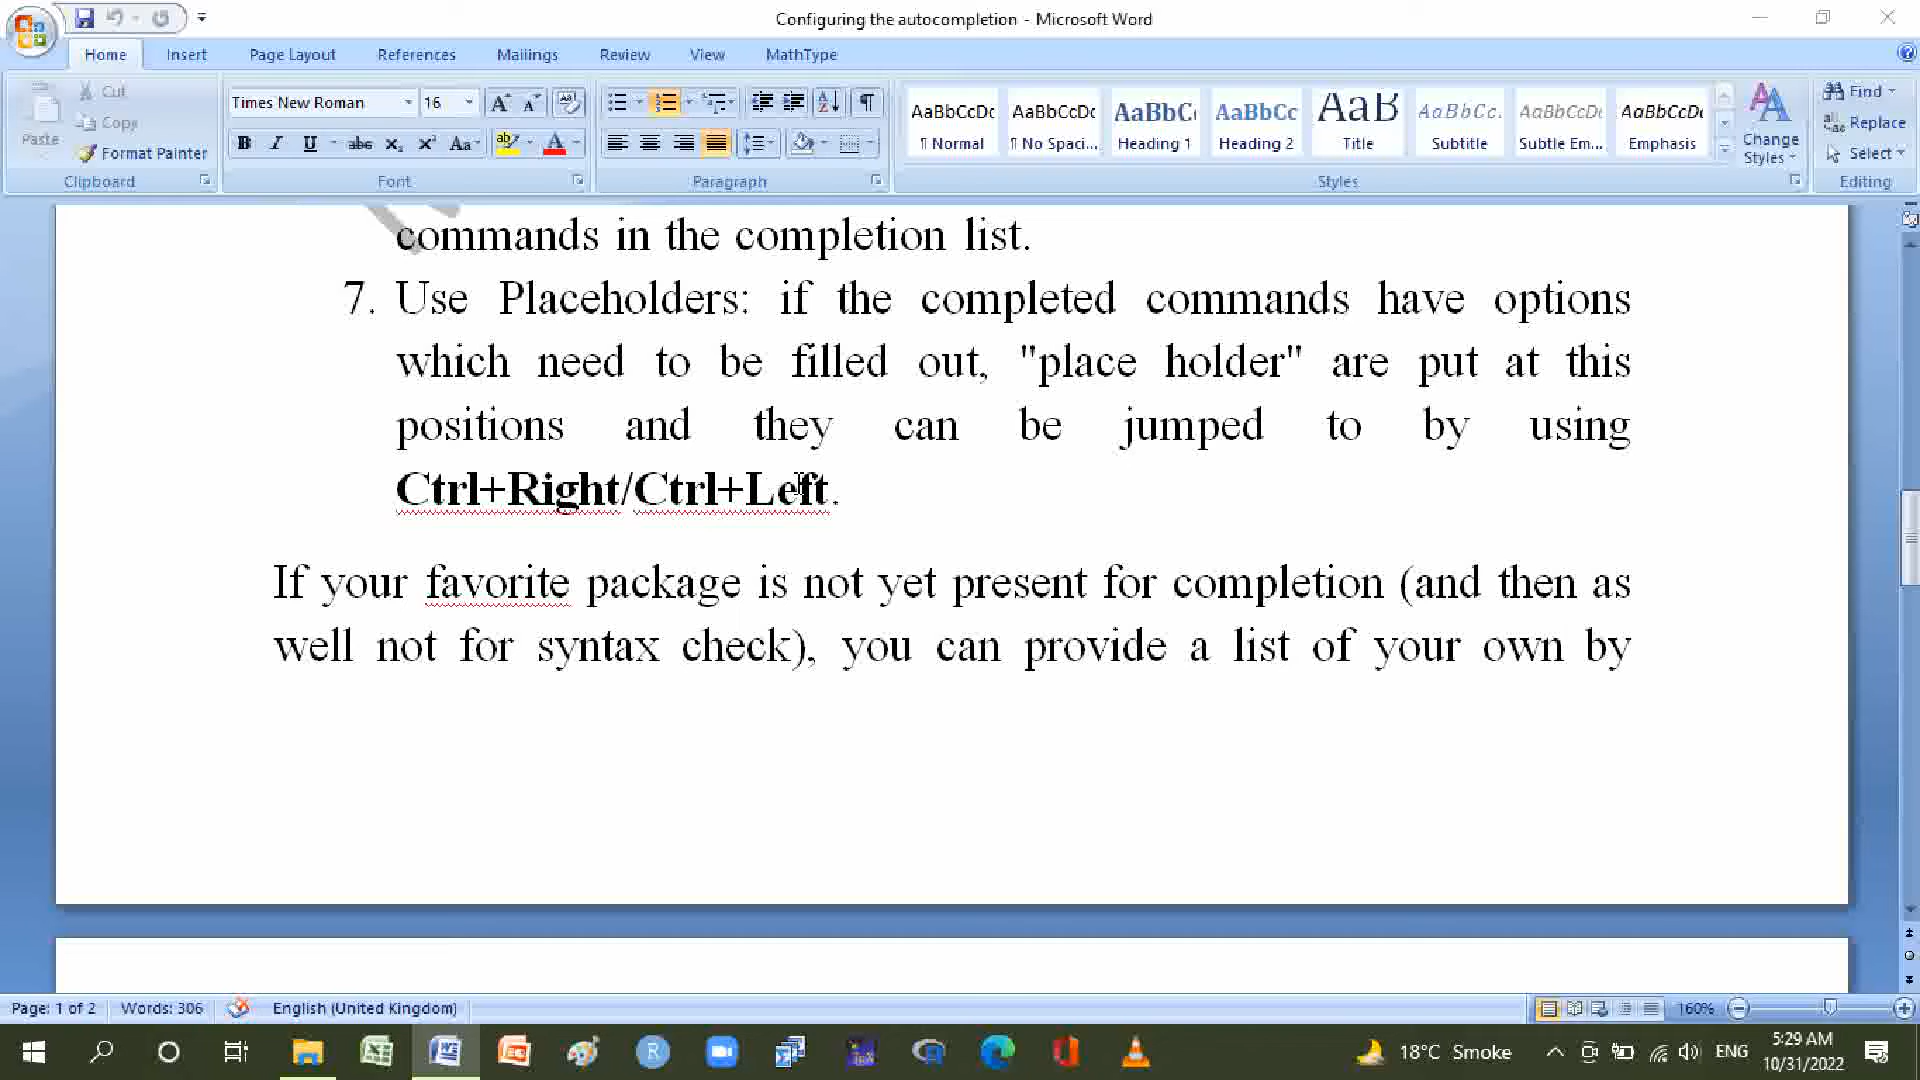 Configuring the autocompletion - Microsoft Word
Home Insert Page Layout References Mailings Review View MathType
Paste
Cut
Copy
Format Painter
Clipboard
Times New Roman 16
B I U abc x₂ x² Aa
Font
Paragraph
AaBbCcDc AaBbCcDc AaBbC AaBbCc AaB AaBbCc. AaBbCcDc AaBbCcDc
¶ Normal ¶ No Spaci... Heading 1 Heading 2 Title Subtitle Subtle Em... Emphasis
Styles
Change Styles
Find
Replace
Select
Editing
commands in the completion list.
7. Use Placeholders: if the completed commands have options
which need to be filled out, "place holder" are put at this
positions and they can be jumped to by using
Ctrl+Right/Ctrl+Left.
If your favorite package is not yet present for completion (and then as
well not for syntax check), you can provide a list of your own by
Page: 1 of 2 Words: 306 English (United Kingdom) 160%
18°C Smoke ENG 5:29 AM
10/31/2022